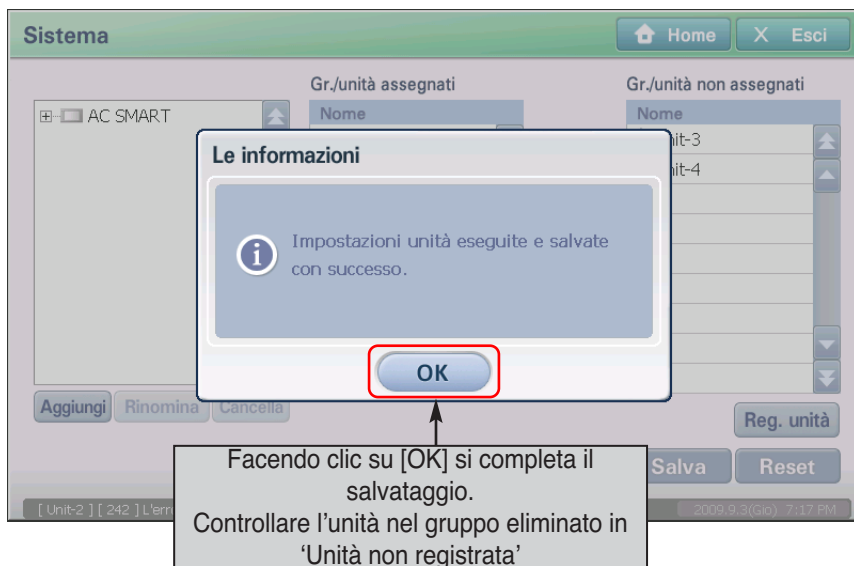 Sistema
Home
X Esci
Gr./unità assegnati
Gr./unità non assegnati
AC SMART
Nome
Nome
Le informazioni
nit-3
nit-4
Impostazioni unità eseguite e salvate
con successo.
OK
Aggiungi
Rinomina
Cancella
Reg. unità
Facendo clic su [OK] si completa il
salvataggio.
Controllare l’unità nel gruppo eliminato in
‘Unità non registrata’
Salva
Reset
[ Unit-2 ] [ 242 ] L'err
2009.9.3(Gio) 7:17 PM